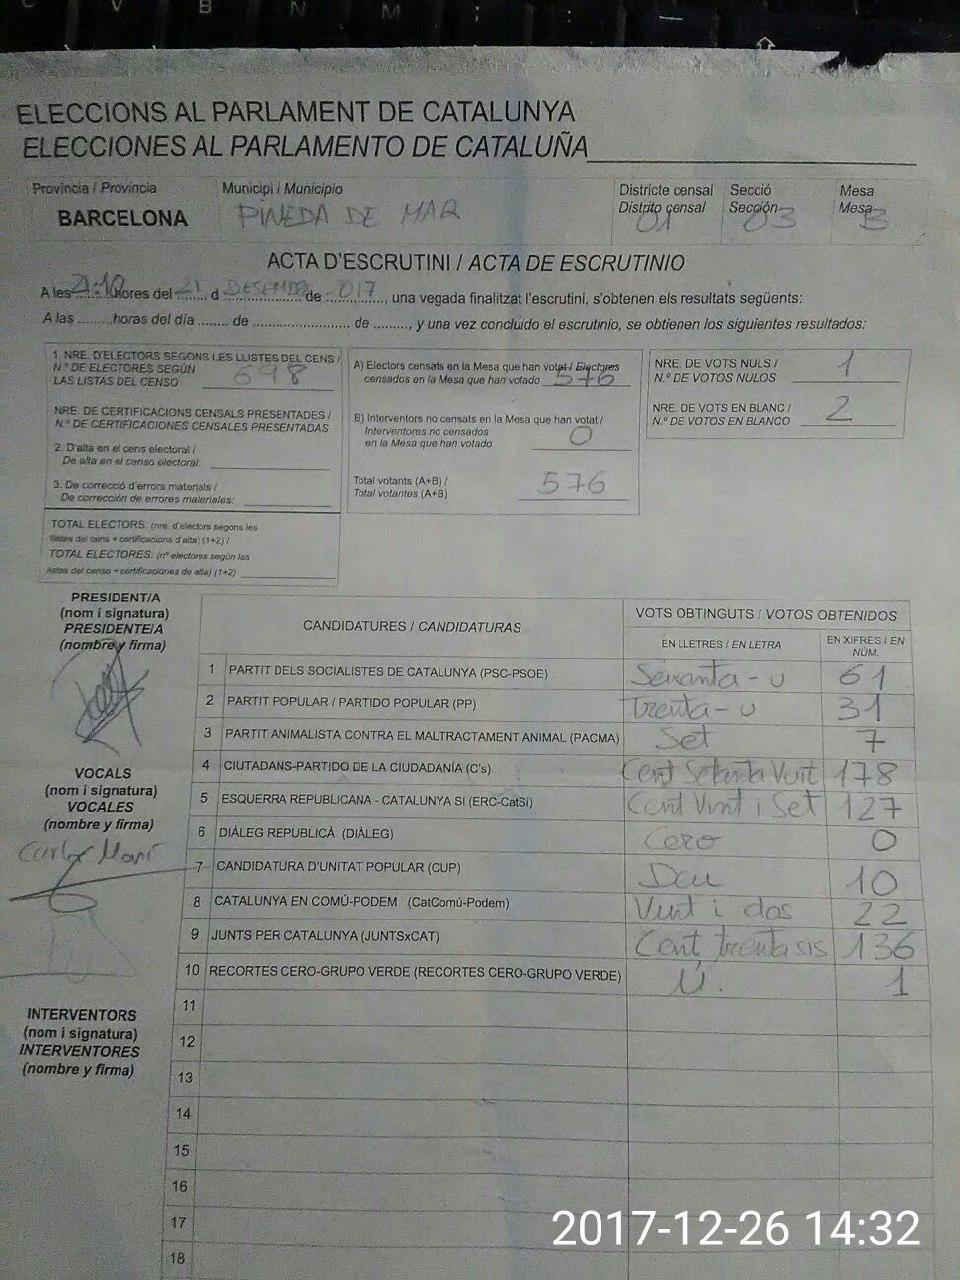 C V B N M
ELECCIONS AL PARLAMENT DE CATALUNYA
ELECCIONES AL PARLAMENTO DE CATALUÑA
Província / Provincia
BARCELONA
Municipi / Municipio
PINEDA DE MAR
Districte censal
Distrito censal
01
Secció
Sección
03
Mesa
Mesa
B
ACTA D'ESCRUTINI / ACTA DE ESCRUTINIO
A les 21:10 hores del 21 d DESEMBRE de 017, una vegada finalitzat l'escrutini, s'obtenen els resultats següents:
A las ........ horas del día ........ de ........................ de ........, y una vez concluido el escrutinio, se obtienen los siguientes resultados:
1. NRE. D'ELECTORS SEGONS LES LLISTES DEL CENS /
N.º DE ELECTORES SEGÚN
LAS LISTAS DEL CENSO 698
NRE. DE CERTIFICACIONS CENSALS PRESENTADES /
N.º DE CERTIFICACIONES CENSALES PRESENTADAS
2. D'alta en el cens electoral /
De alta en el censo electoral:
3. De correcció d'errors materials /
De corrección de errores materiales:
TOTAL ELECTORS: (nre. d'electors segons les
llistes del cens + certificacions d'alta) (1+2) /
TOTAL ELECTORES: (nº electores según las
listas del censo + certificaciones de alta) (1+2)
A) Electors censats en la Mesa que han votat / Electores
censados en la Mesa que han votado 576
B) Interventors no censats en la Mesa que han votat /
Interventores no censados
en la Mesa que han votado 0
Total votants (A+B) /
Total votantes (A+B) 576
NRE. DE VOTS NULS /
N.º DE VOTOS NULOS 1
NRE. DE VOTS EN BLANC /
N.º DE VOTOS EN BLANCO 2
PRESIDENT/A
(nom i signatura)
PRESIDENTE/A
(nombre y firma)
VOCALS
(nom i signatura)
VOCALES
(nombre y firma)
INTERVENTORS
(nom i signatura)
INTERVENTORES
(nombre y firma)
CANDIDATURES / CANDIDATURAS
VOTS OBTINGUTS / VOTOS OBTENIDOS
EN LLETRES / EN LETRA
EN XIFRES / EN NÚM.
1 PARTIT DELS SOCIALISTES DE CATALUNYA (PSC-PSOE) Seixanta-u 61
2 PARTIT POPULAR / PARTIDO POPULAR (PP) Trenta-u 31
3 PARTIT ANIMALISTA CONTRA EL MALTRACTAMENT ANIMAL (PACMA) Set 7
4 CIUTADANS-PARTIDO DE LA CIUDADANÍA (C's) Cent Setanta Vuit 178
5 ESQUERRA REPUBLICANA - CATALUNYA SI (ERC-CatSí) Cent Vint i Set 127
6 DIÀLEG REPUBLICÀ (DIÀLEG) Cero 0
7 CANDIDATURA D'UNITAT POPULAR (CUP) Deu 10
8 CATALUNYA EN COMÚ-PODEM (CatComú-Podem) Vint i dos 22
9 JUNTS PER CATALUNYA (JUNTSxCAT) Cent trenta sis 136
10 RECORTES CERO-GRUPO VERDE (RECORTES CERO-GRUPO VERDE) U. 1
11
12
13
14
15
16
17
18
2017-12-26 14:32